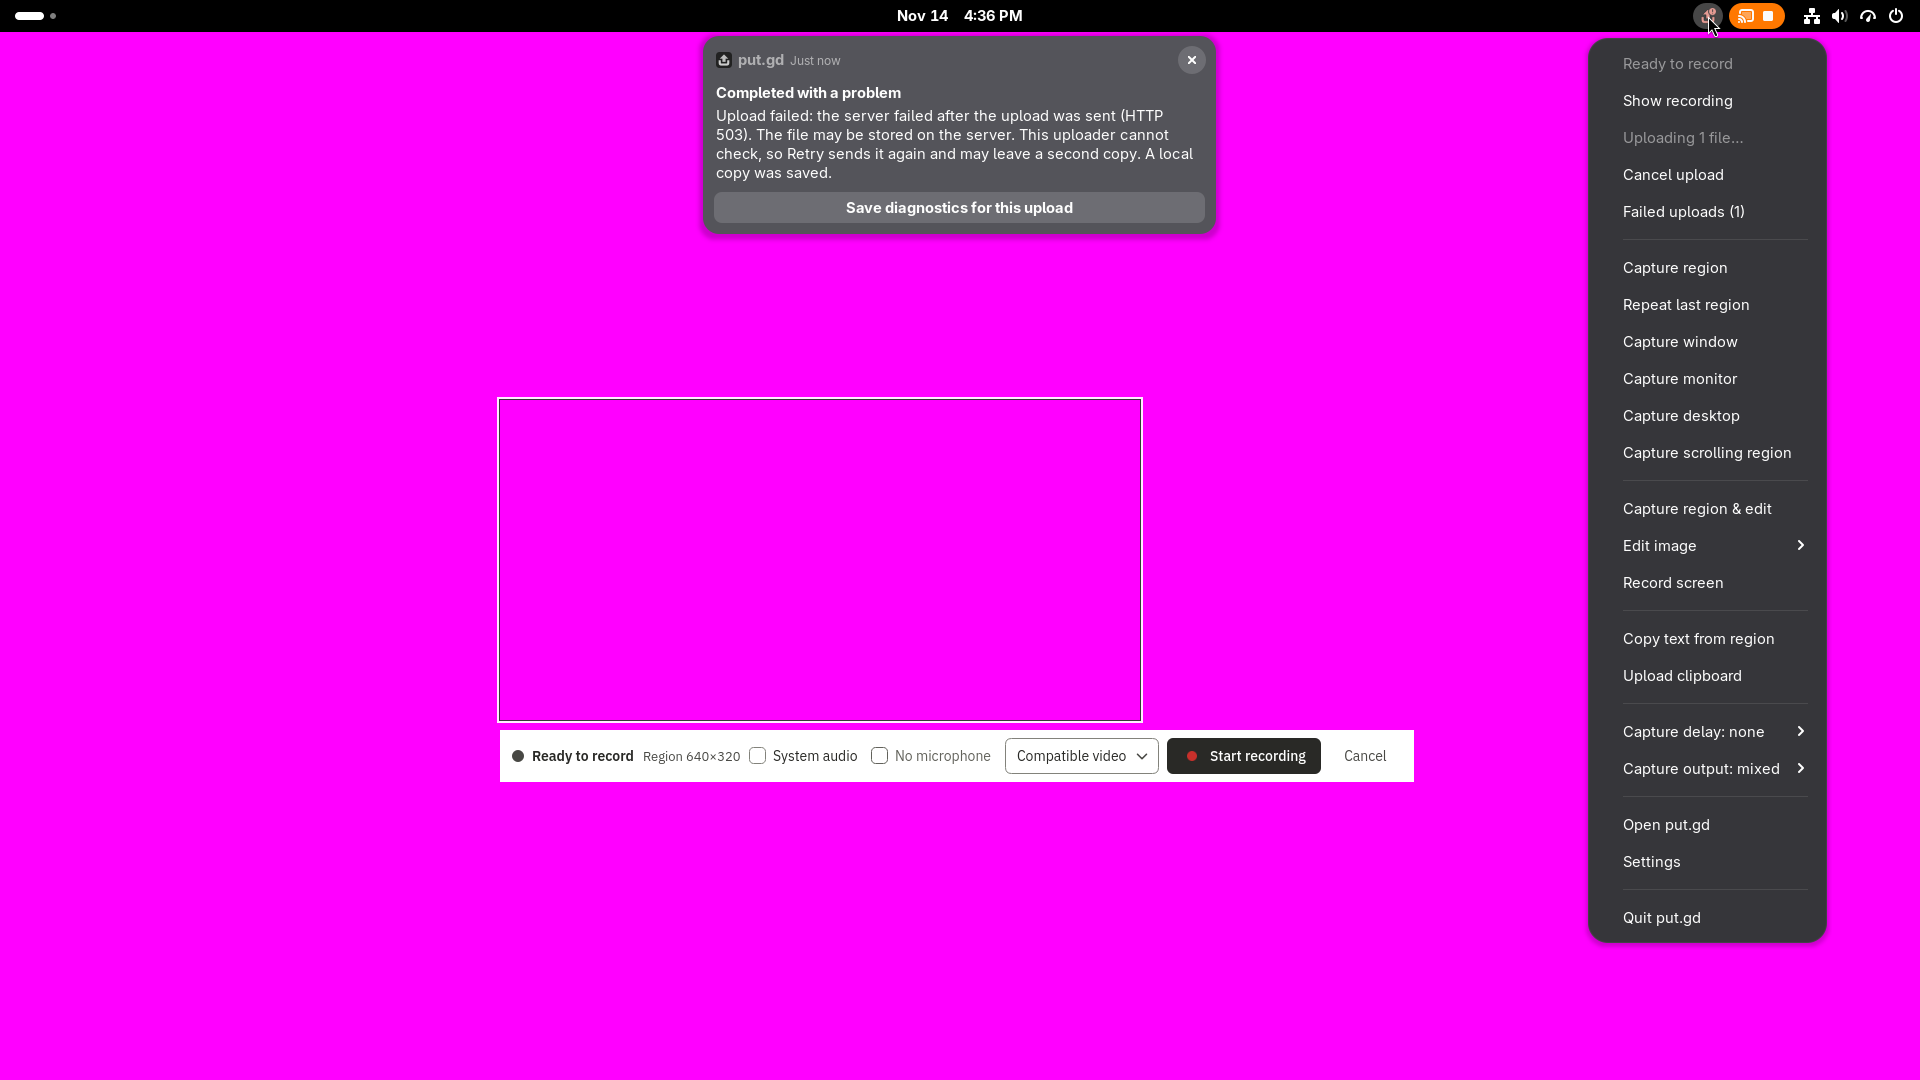 Nov 14 4:36 PM
put.gd Just now
Completed with a problem
Upload failed: the server failed after the upload was sent (HTTP
503). The file may be stored on the server. This uploader cannot
check, so Retry sends it again and may leave a second copy. A local
copy was saved.
Save diagnostics for this upload
Ready to record
Show recording
Uploading 1 file...
Cancel upload
Failed uploads (1)
Capture region
Repeat last region
Capture window
Capture monitor
Capture desktop
Capture scrolling region
Capture region & edit
Edit image
Record screen
Copy text from region
Upload clipboard
Capture delay: none
Capture output: mixed
Open put.gd
Settings
Quit put.gd
Ready to record Region 640×320 System audio No microphone Compatible video Start recording Cancel